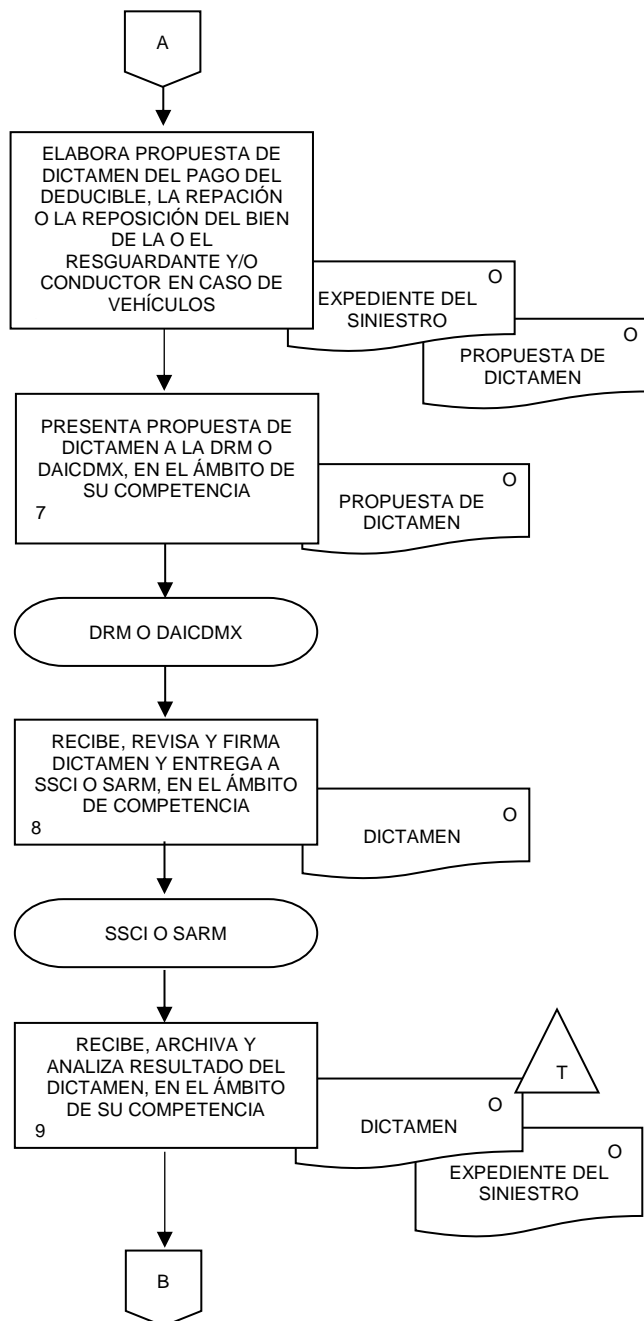 A
ELABORA PROPUESTA DE
DICTAMEN DEL PAGO DEL
DEDUCIBLE, LA REPACIÓN
O LA REPOSICIÓN DEL BIEN
DE LA O EL
RESGUARDANTE Y/O
CONDUCTOR EN CASO DE
VEHÍCULOS
O
EXPEDIENTE DEL
SINIESTRO
O
PROPUESTA DE
DICTAMEN
PRESENTA PROPUESTA DE
DICTAMEN A LA DRM O
DAICDMX, EN EL ÁMBITO DE
SU COMPETENCIA
7
O
PROPUESTA DE
DICTAMEN
DRM O DAICDMX
RECIBE, REVISA Y FIRMA
DICTAMEN Y ENTREGA A
SSCI O SARM, EN EL ÁMBITO
DE COMPETENCIA
8
O
DICTAMEN
SSCI O SARM
RECIBE, ARCHIVA Y
ANALIZA RESULTADO DEL
DICTAMEN, EN EL ÁMBITO
DE SU COMPETENCIA
9
T
O
DICTAMEN
O
EXPEDIENTE DEL
SINIESTRO
B